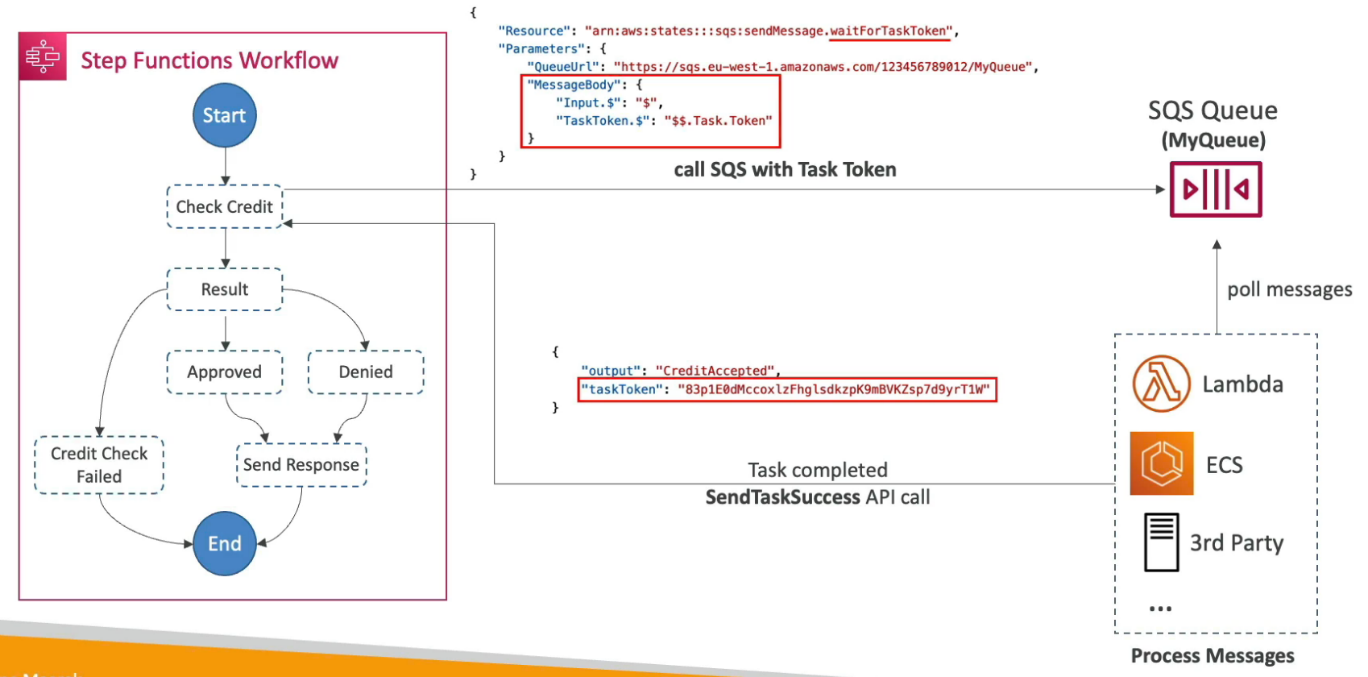 Step Functions Workflow
Start
Check Credit
Result
Approved
Denied
Credit Check
Failed
Send Response
End
{
"Resource": "arn:aws:states:::sqs:sendMessage.waitForTaskToken",
"Parameters": {
"QueueUrl": "https://sqs.eu-west-1.amazonaws.com/123456789012/MyQueue",
"MessageBody": {
"Input.$": "$",
"TaskToken.$": "$$.Task.Token"
}
}
}
call SQS with Task Token
SQS Queue
(MyQueue)
poll messages
{
"output": "CreditAccepted",
"taskToken": "83p1E0dMccoxlzFhglsdkzpK9mBVKZsp7d9yrT1W"
}
Task completed
SendTaskSuccess API call
Lambda
ECS
3rd Party
...
Process Messages